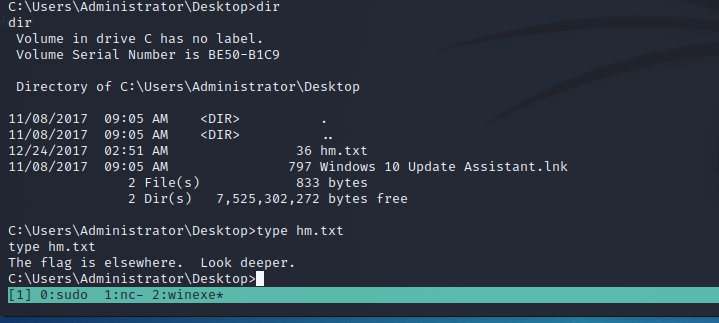 C:\Users\Administrator\Desktop>dir
dir
 Volume in drive C has no label.
 Volume Serial Number is BE50-B1C9
 Directory of C:\Users\Administrator\Desktop
11/08/2017  09:05 AM    <DIR>          .
11/08/2017  09:05 AM    <DIR>          ..
12/24/2017  02:51 AM                36 hm.txt
11/08/2017  09:05 AM               797 Windows 10 Update Assistant.lnk
               2 File(s)            833 bytes
               2 Dir(s)   7,525,302,272 bytes free
C:\Users\Administrator\Desktop>type hm.txt
type hm.txt
The flag is elsewhere.  Look deeper.
C:\Users\Administrator\Desktop>
[1] 0:sudo  1:nc- 2:winexe*